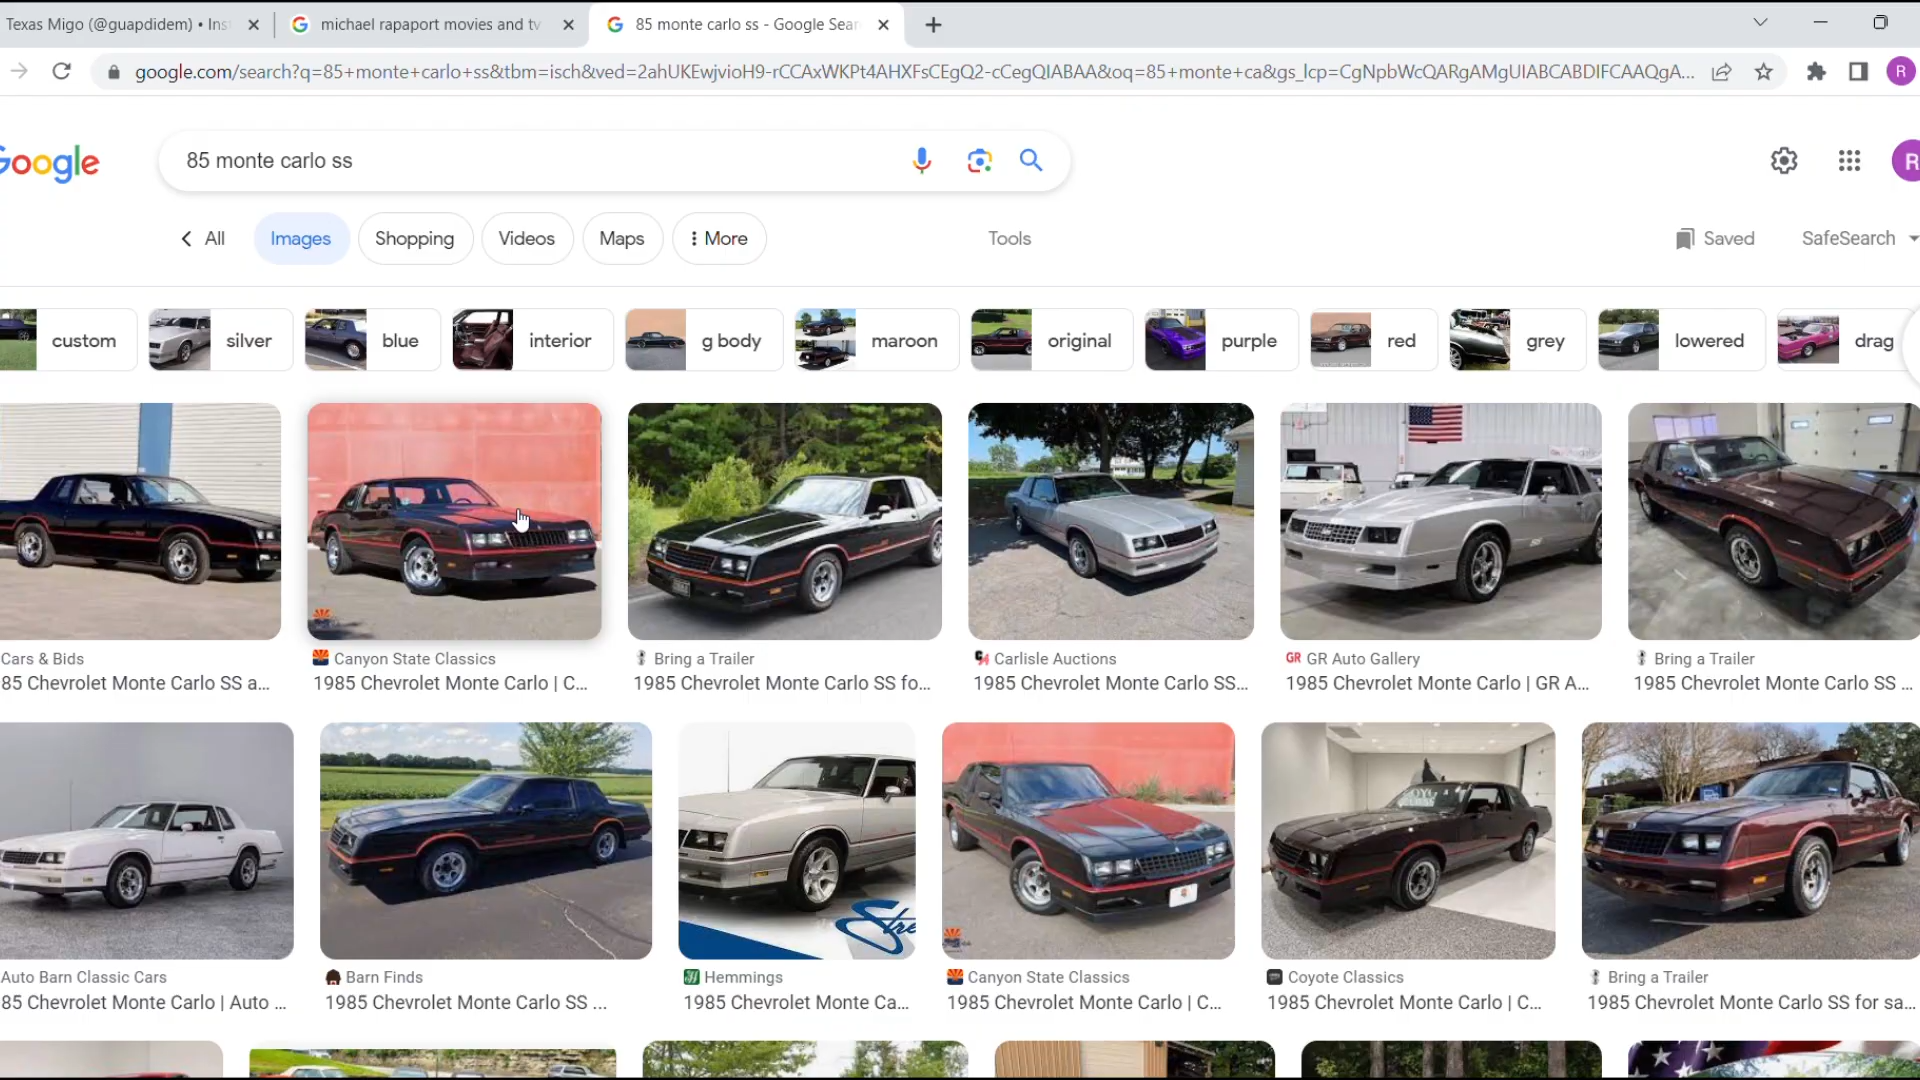 Texas Migo (@guapdidem) • Ins
michael rapaport movies and tv
85 monte carlo ss - Google Sear
google.com/search?q=85+monte+carlo+ss&tbm=isch&ved=2ahUKEwjvioH9-rCCAxWKPt4AHXFsCEgQ2-cCegQIABAA&oq=85+monte+ca&gs_lcp=CgNpbWcQARgAMgUIABCABDIFCAAQgA...
R
Google
85 monte carlo ss
R
All
Images
Shopping
Videos
Maps
More
Tools
Saved
SafeSearch
custom
silver
blue
interior
g body
maroon
original
purple
red
grey
lowered
drag
Cars & Bids
Canyon State Classics
Bring a Trailer
Carlisle Auctions
GR GR Auto Gallery
Bring a Trailer
85 Chevrolet Monte Carlo SS a...
1985 Chevrolet Monte Carlo | C...
1985 Chevrolet Monte Carlo SS fo...
1985 Chevrolet Monte Carlo SS...
1985 Chevrolet Monte Carlo | GR A...
1985 Chevrolet Monte Carlo SS ...
Stre
Auto Barn Classic Cars
Barn Finds
Hemmings
Canyon State Classics
Coyote Classics
Bring a Trailer
85 Chevrolet Monte Carlo | Auto ...
1985 Chevrolet Monte Carlo SS ...
1985 Chevrolet Monte Ca...
1985 Chevrolet Monte Carlo | C...
1985 Chevrolet Monte Carlo | C...
1985 Chevrolet Monte Carlo SS for sa...